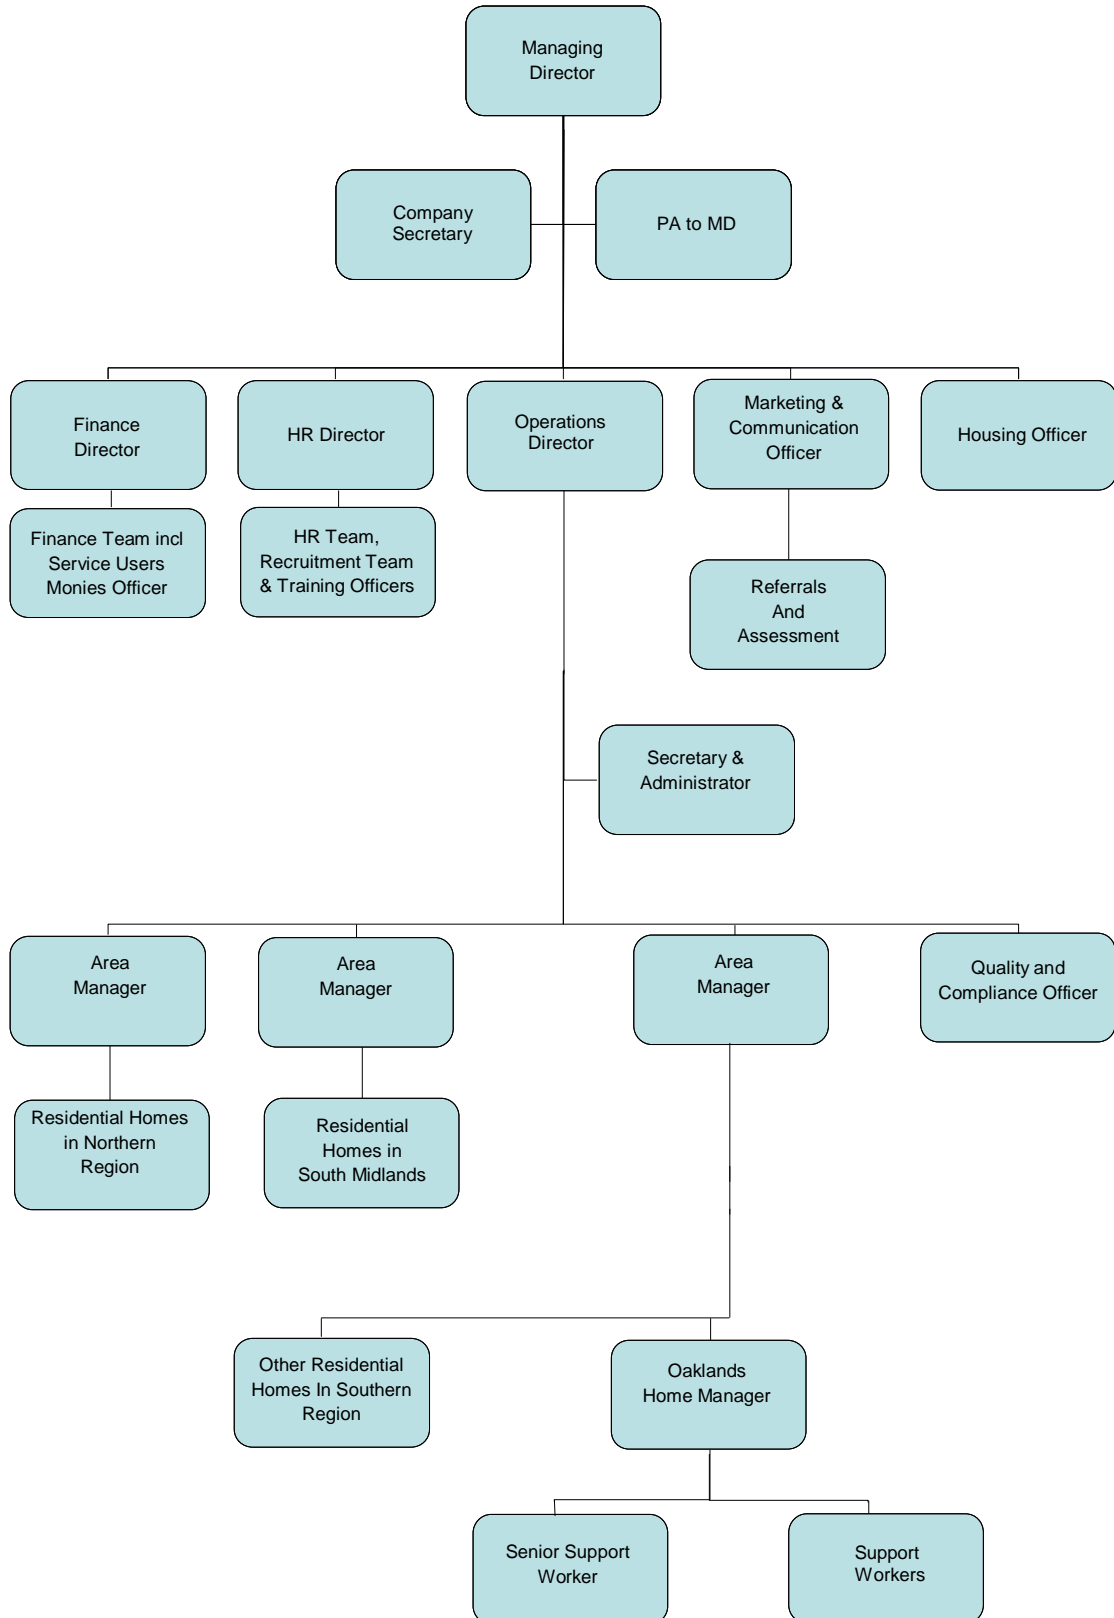 Managing
Director
Company
Secretary
PA to MD
Finance
Director
HR Director
Operations
Director
Marketing &
Communication
Officer
Housing Officer
Finance Team incl
Service Users
Monies Officer
HR Team,
Recruitment Team
& Training Officers
Referrals
And
Assessment
Secretary &
Administrator
Area
Manager
Area
Manager
Area
Manager
Quality and
Compliance Officer
Residential Homes
in Northern
Region
Residential
Homes in
South Midlands
Other Residential
Homes In Southern
Region
Oaklands
Home Manager
Senior Support
Worker
Support
Workers